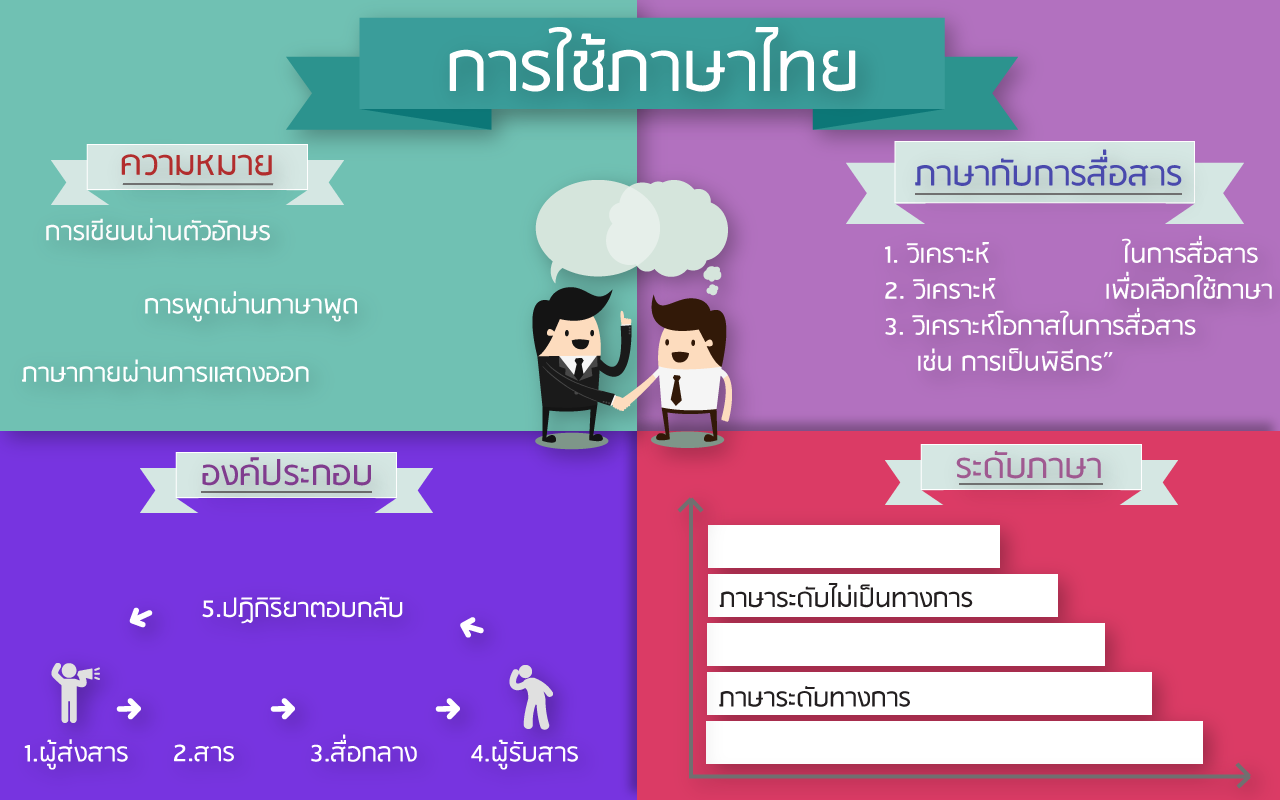 การใช้ภาษาไทย
ความหมาย
การเขียนผ่านตัวอักษร
การพูดผ่านภาษาพูด
ภาษากายผ่านการแสดงออก
ภาษากับการสื่อสาร
1. วิเคราะห์ ในการสื่อสาร
2. วิเคราะห์ เพื่อเลือกใช้ภาษา
3. วิเคราะห์โอกาสในการสื่อสาร
เช่น การเป็นพิธีกร”
องค์ประกอบ
5.ปฏิกิริยาตอบกลับ
1.ผู้ส่งสาร
2.สาร
3.สื่อกลาง
4.ผู้รับสาร
ระดับภาษา
ภาษาระดับไม่เป็นทางการ
ภาษาระดับทางการ